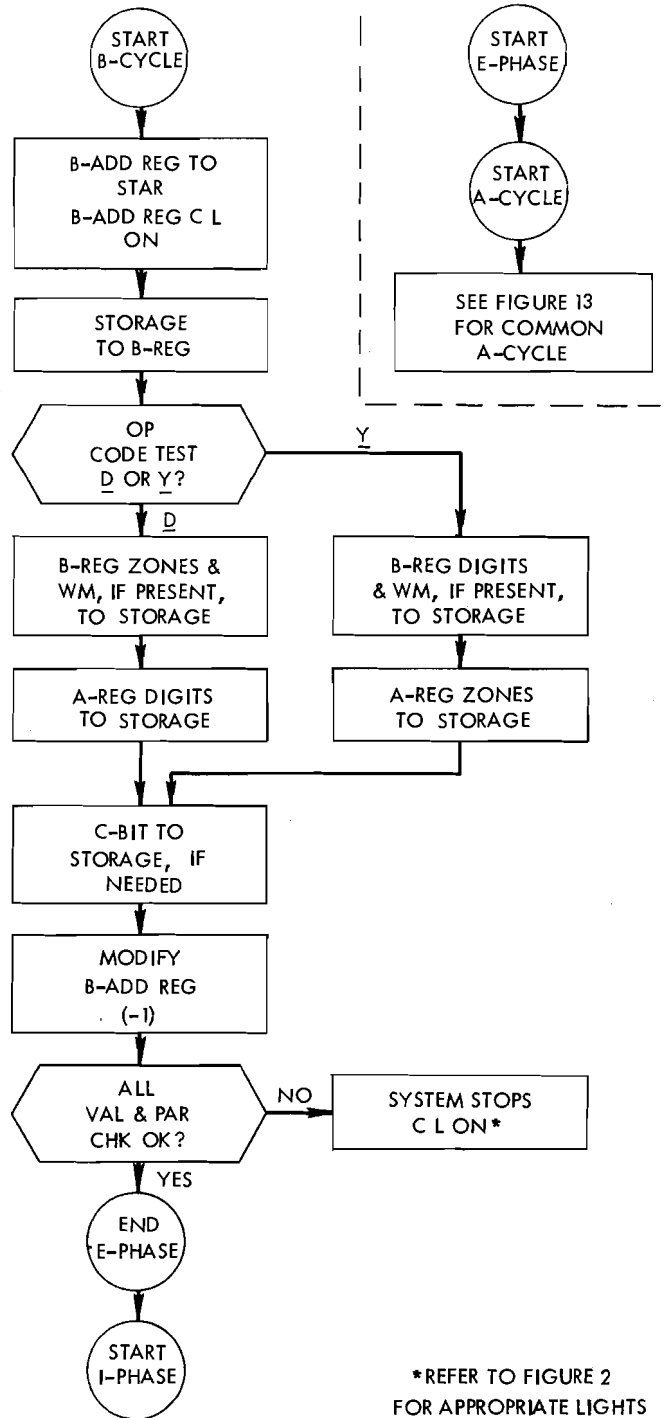 START
B-CYCLE
B-ADD REG TO
STAR
B-ADD REG C L
ON
STORAGE
TO B-REG
OP
CODE TEST
D OR Y?
Y
D
B-REG ZONES &
WM, IF PRESENT,
TO STORAGE
B-REG DIGITS
& WM, IF PRESENT,
TO STORAGE
A-REG DIGITS
TO STORAGE
A-REG ZONES
TO STORAGE
C-BIT TO
STORAGE, IF
NEEDED
MODIFY
B-ADD REG
(-1)
ALL
VAL & PAR
CHK OK?
NO
SYSTEM STOPS
C L ON*
YES
END
E-PHASE
START
I-PHASE
START
E-PHASE
START
A-CYCLE
SEE FIGURE 13
FOR COMMON
A-CYCLE
*REFER TO FIGURE 2
FOR APPROPRIATE LIGHTS